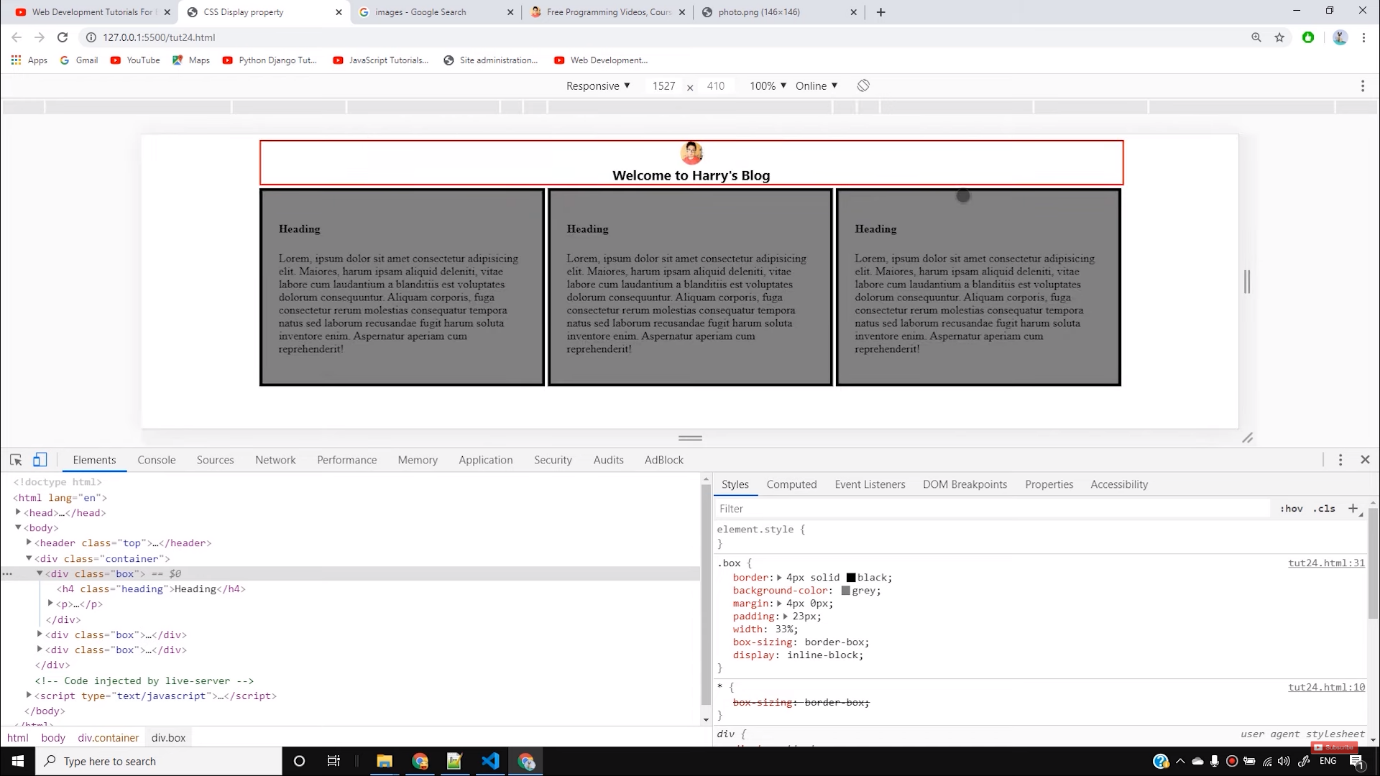 Web Development Tutorials For B
CSS Display property
images - Google Search
Free Programming Videos, Cours
photo.png (146×146)
127.0.0.1:5500/tut24.html
Apps
Gmail
YouTube
Maps
Python Django Tut...
JavaScript Tutorials...
Site administration...
Web Development...
Responsive ▼ 1527 × 410 100% ▼ Online ▼
Welcome to Harry's Blog
Heading
Lorem, ipsum dolor sit amet consectetur adipisicing
elit. Maiores, harum ipsam aliquid deleniti, vitae
labore cum laudantium a blanditiis est voluptates
dolorum consequuntur. Aliquam corporis, fuga
consectetur rerum molestias consequatur tempora
natus sed laborum recusandae fugit harum soluta
inventore enim. Aspernatur aperiam cum
reprehenderit!
Heading
Lorem, ipsum dolor sit amet consectetur adipisicing
elit. Maiores, harum ipsam aliquid deleniti, vitae
labore cum laudantium a blanditiis est voluptates
dolorum consequuntur. Aliquam corporis, fuga
consectetur rerum molestias consequatur tempora
natus sed laborum recusandae fugit harum soluta
inventore enim. Aspernatur aperiam cum
reprehenderit!
Heading
Lorem, ipsum dolor sit amet consectetur adipisicing
elit. Maiores, harum ipsam aliquid deleniti, vitae
labore cum laudantium a blanditiis est voluptates
dolorum consequuntur. Aliquam corporis, fuga
consectetur rerum molestias consequatur tempora
natus sed laborum recusandae fugit harum soluta
inventore enim. Aspernatur aperiam cum
reprehenderit!
Elements Console Sources Network Performance Memory Application Security Audits AdBlock
<!doctype html>
<html lang="en">
<head>…</head>
<body>
<header class="top">…</header>
<div class="container">
<div class="box"> == $0
<h4 class="heading">Heading</h4>
<p>…</p>
</div>
<div class="box">…</div>
<div class="box">…</div>
</div>
<!-- Code injected by live-server -->
<script type="text/javascript">…</script>
</body>
</html>
html body div.container div.box
Styles Computed Event Listeners DOM Breakpoints Properties Accessibility
Filter :hov .cls +
element.style {
}
.box { tut24.html:31
border: 4px solid black;
background-color: grey;
margin: 4px 0px;
padding: 23px;
width: 33%;
box-sizing: border-box;
display: inline-block;
}
* { tut24.html:10
box-sizing: border-box;
}
div { user agent stylesheet
Subscribe
Type here to search
ENG
1